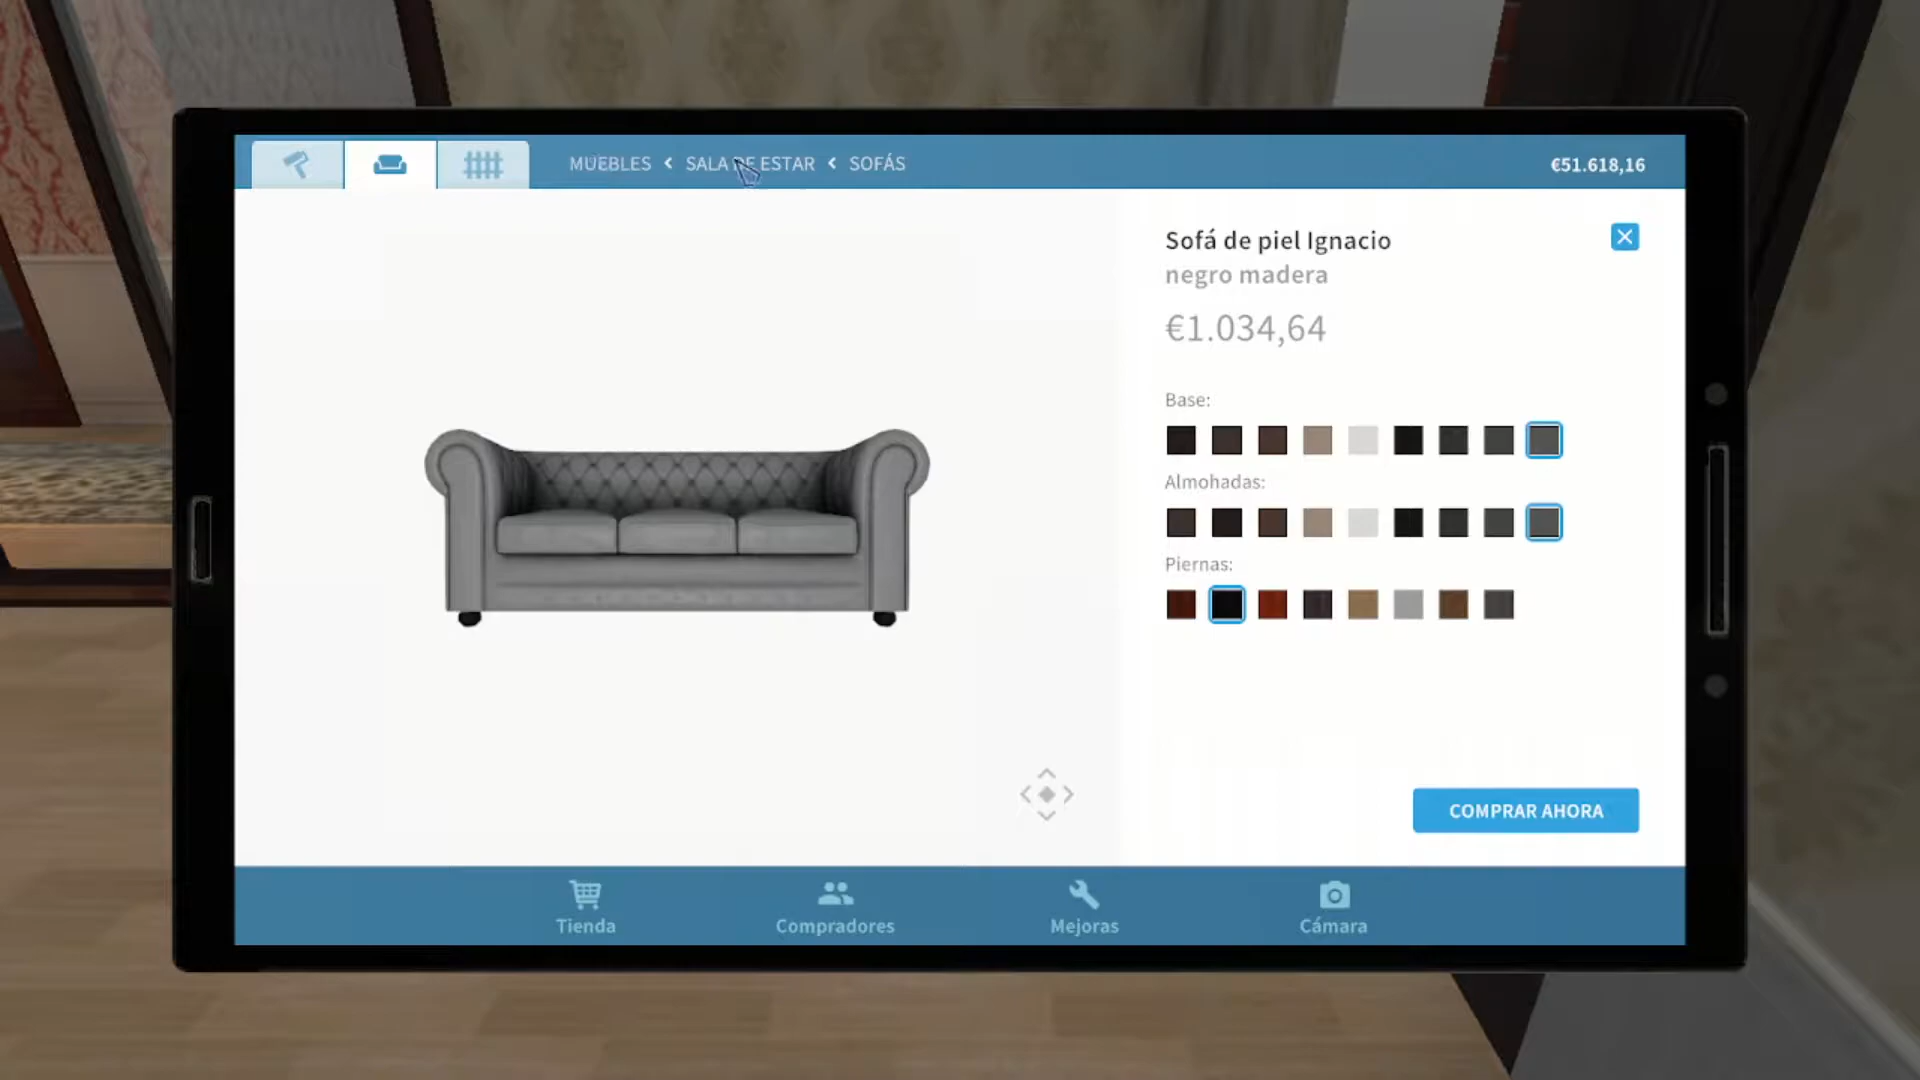 MUEBLES < SALA DE ESTAR < SOFÁS
€51.618,16
Sofá de piel Ignacio
negro madera
€1.034,64
Base:
Almohadas:
Piernas:
COMPRAR AHORA
Tienda
Compradores
Mejoras
Cámara